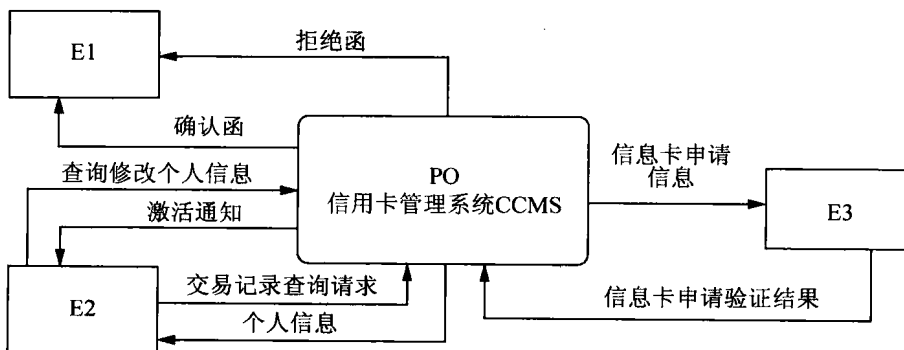 拒绝函
E1
确认函
查询修改个人信息
激活通知
PO
信用卡管理系统CCMS
信息卡申请
信息
E3
交易记录查询请求
E2
个人信息
信息卡申请验证结果